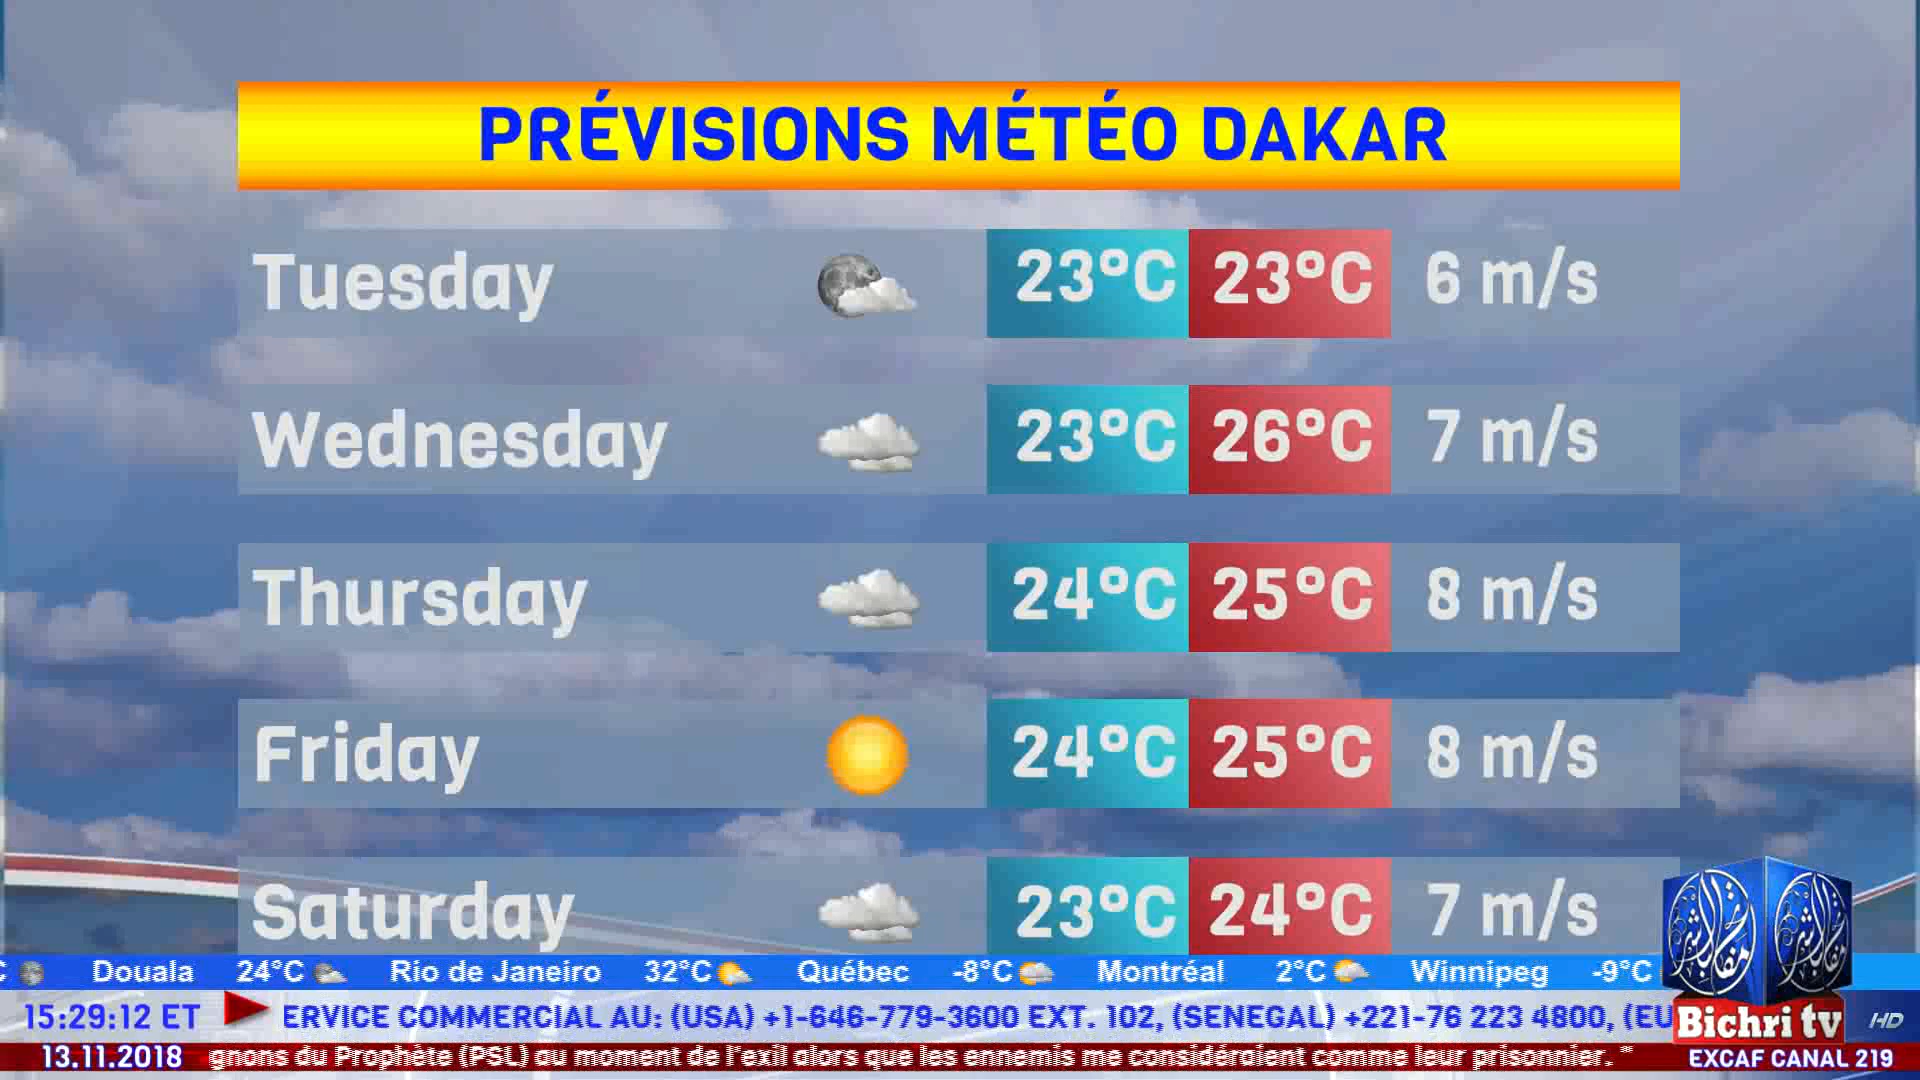 PRÉVISIONS MÉTÉO DAKAR
Tuesday 23°C 23°C 6 m/s
Wednesday 23°C 26°C 7 m/s
Thursday 24°C 25°C 8 m/s
Friday 24°C 25°C 8 m/s
Saturday 23°C 24°C 7 m/s
C Douala 24°C Rio de Janeiro 32°C Québec -8°C Montréal 2°C Winnipeg -9°C
15:29:12 ET ERVICE COMMERCIAL AU: (USA) +1-646-779-3600 EXT. 102, (SENEGAL) +221-76 223 4800, (EU
Bichri tv HD
13.11.2018 gnons du Prophète (PSL) au moment de l'exil alors que les ennemis me considéraient comme leur prisonnier. "
EXCAF CANAL 219